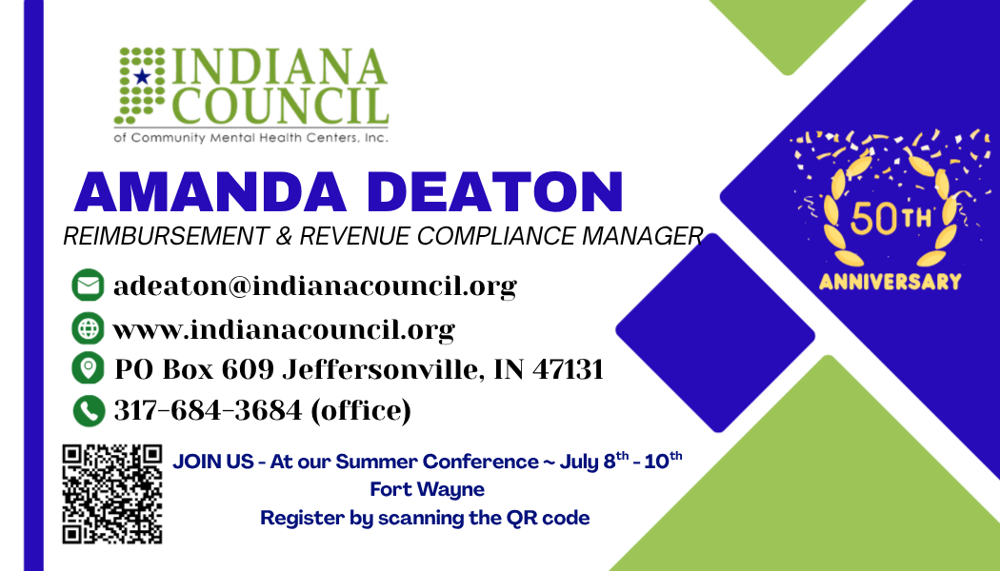 INDIANA
COUNCIL
of Community Mental Health Centers, Inc.
AMANDA DEATON
REIMBURSEMENT & REVENUE COMPLIANCE MANAGER
adeaton@indianacouncil.org
www.indianacouncil.org
PO Box 609 Jeffersonville, IN 47131
317-684-3684 (office)
JOIN US - At our Summer Conference ~ July 8th - 10th
Fort Wayne
Register by scanning the QR code
50TH
ANNIVERSARY